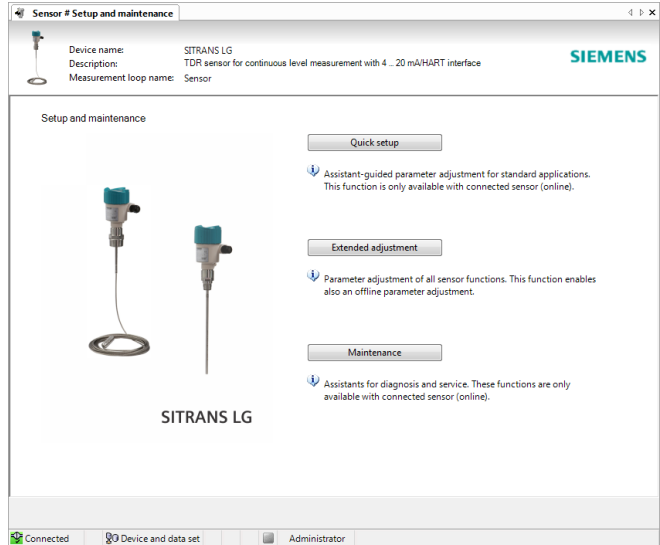 Sensor # Setup and maintenance
Device name: SITRANS LG
Description: TDR sensor for continuous level measurement with 4 .. 20 mA/HART interface
Measurement loop name: Sensor
SIEMENS
Setup and maintenance
Quick setup
Assistant-guided parameter adjustment for standard applications.
This function is only available with connected sensor (online).
Extended adjustment
Parameter adjustment of all sensor functions. This function enables
also an offline parameter adjustment.
Maintenance
Assistants for diagnosis and service. These functions are only
available with connected sensor (online).
SITRANS LG
Connected Device and data set Administrator